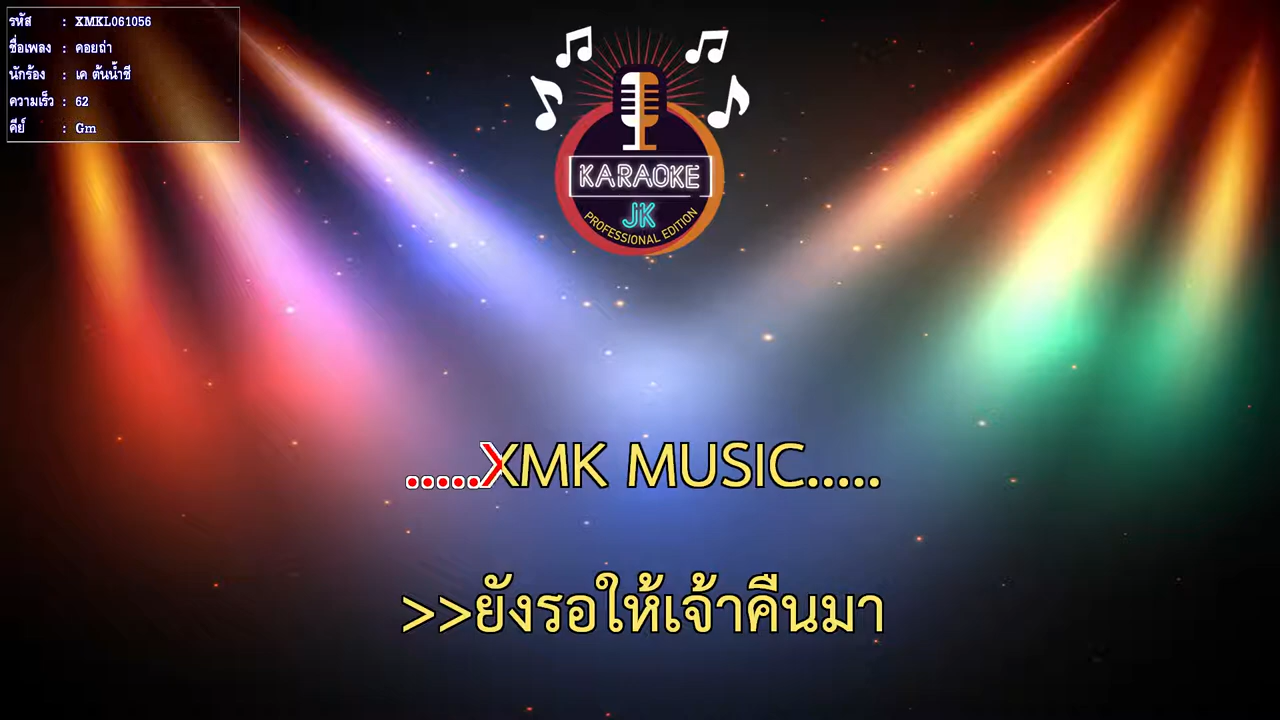 รหัส : XMKL061056
ชื่อเพลง : คอยถ่า
นักร้อง : เค ต้นน้ำชี
ความเร็ว : 62
คีย์ : Gm
KARAOKE
JK
PROFESSIONAL EDITION
.....XMK MUSIC.....
>>ยังรอให้เจ้าคืนมา